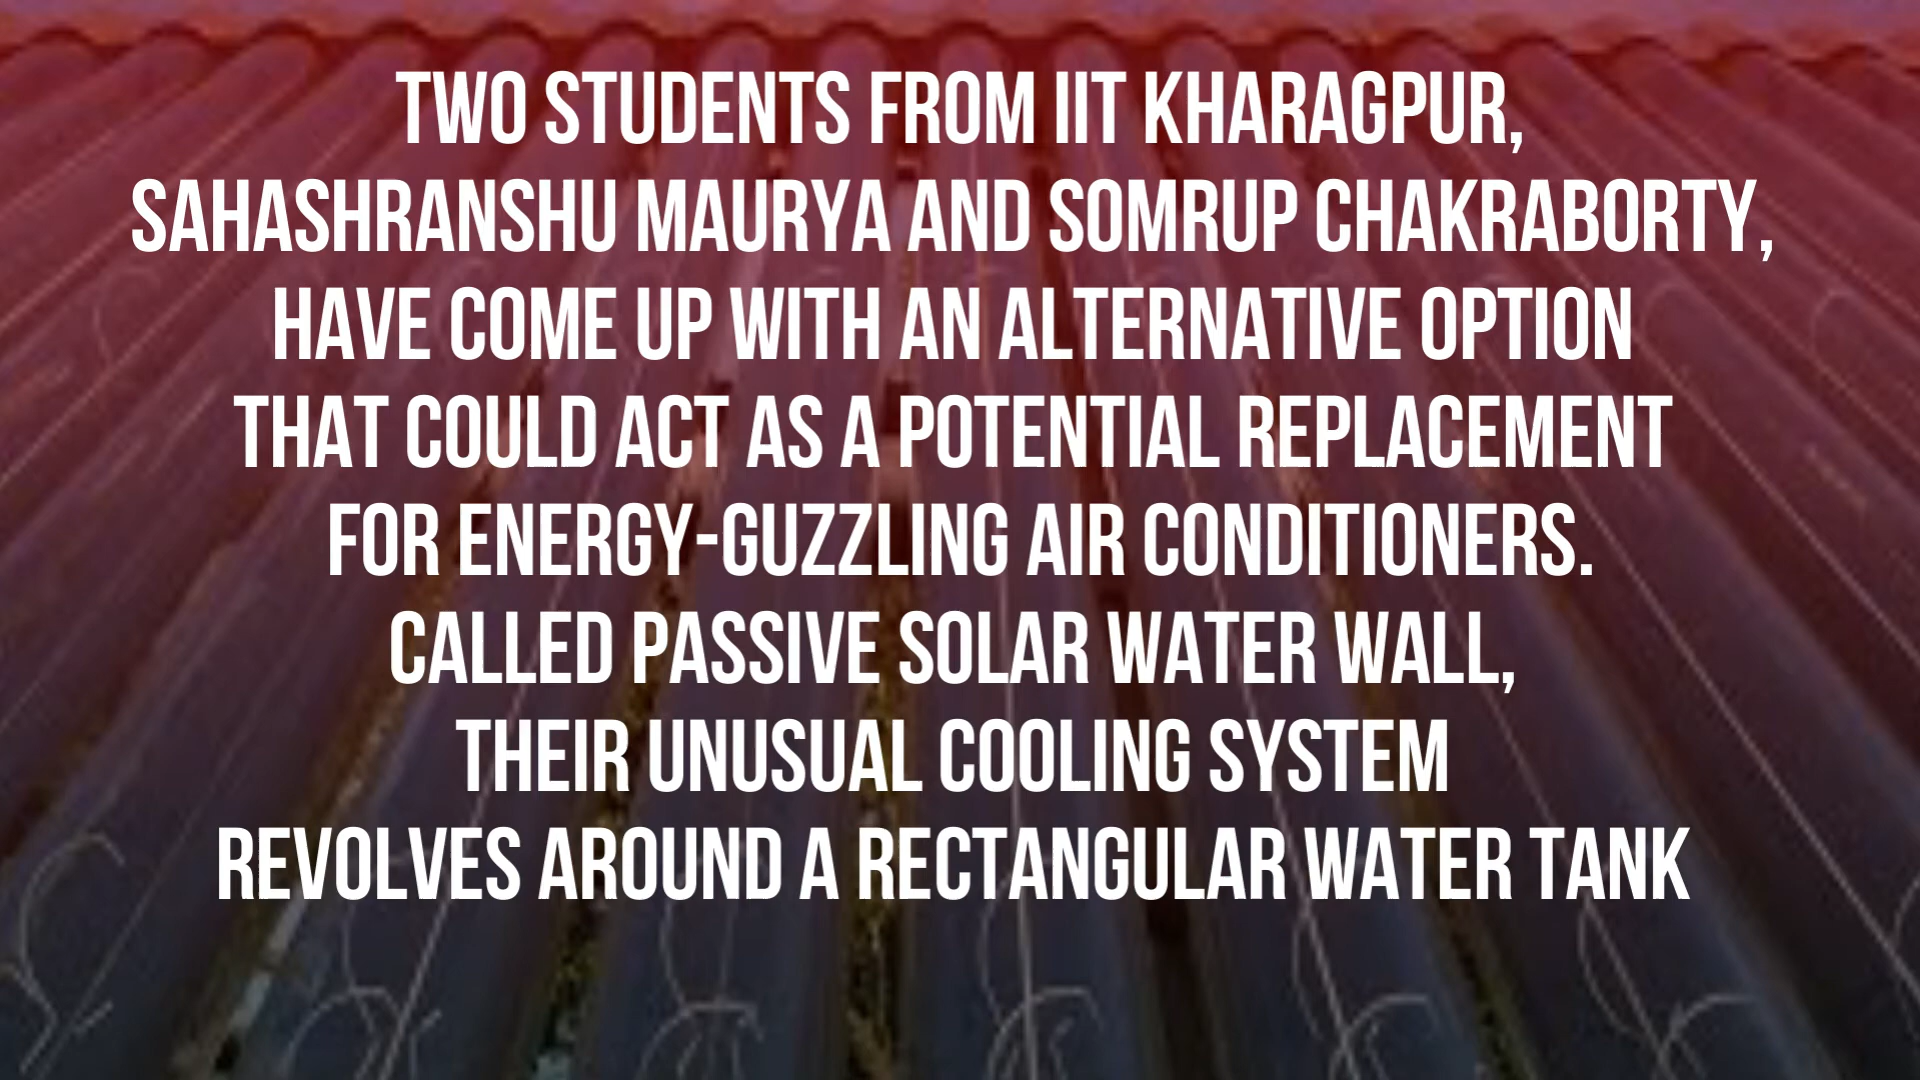 TWO STUDENTS FROM IIT KHARAGPUR,
SAHASHRANSHU MAURYA AND SOMRUP CHAKRABORTY,
HAVE COME UP WITH AN ALTERNATIVE OPTION
THAT COULD ACT AS A POTENTIAL REPLACEMENT
FOR ENERGY-GUZZLING AIR CONDITIONERS.
CALLED PASSIVE SOLAR WATER WALL,
THEIR UNUSUAL COOLING SYSTEM
REVOLVES AROUND A RECTANGULAR WATER TANK